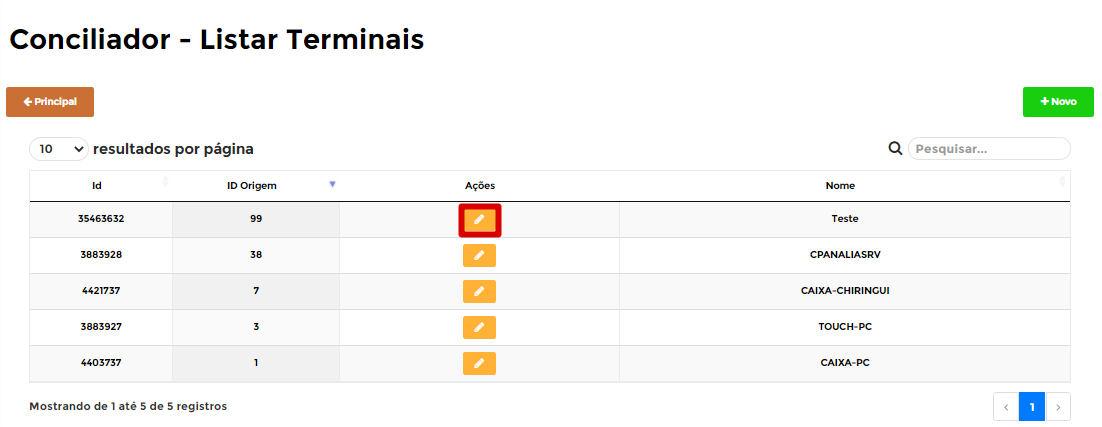 Conciliador - Listar Terminais
Principal
Novo
10 resultados por página
Pesquisar...
Id ID Origem Ações Nome
35463632 99 Teste
3883928 38 CPANALIASRV
4421737 7 CAIXA-CHIRINGUI
3883927 3 TOUCH-PC
4403737 1 CAIXA-PC
Mostrando de 1 até 5 de 5 registros
‹ 1 ›